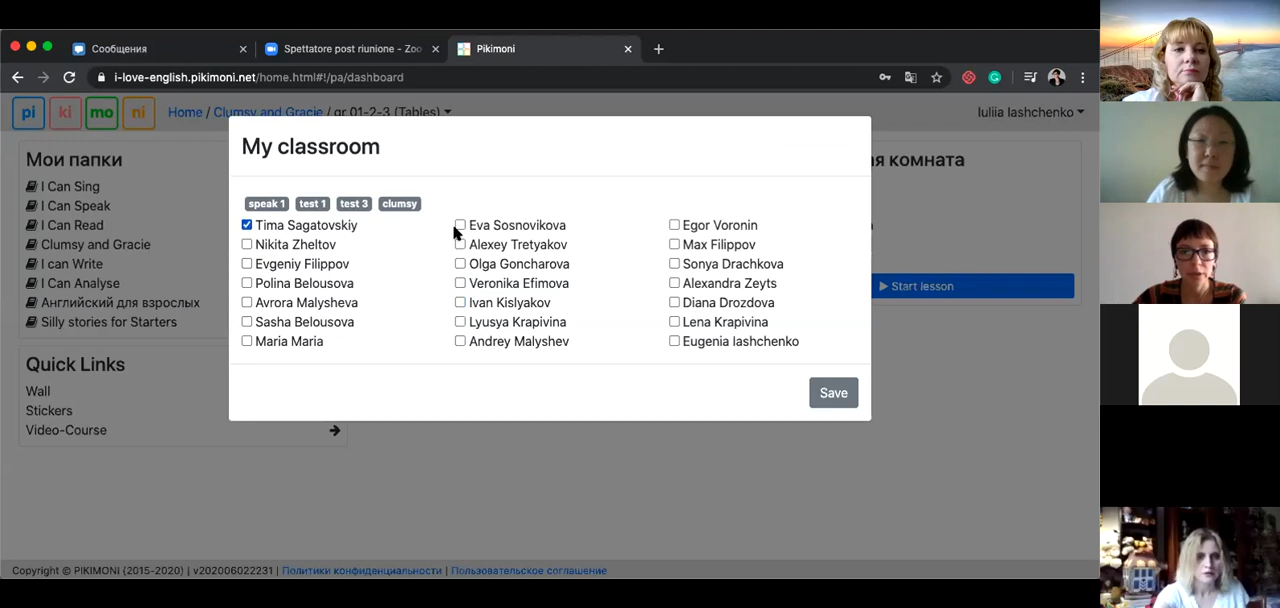 Сообщения
Spettatore post riunione - Zoo
Pikimoni
i-love-english.pikimoni.net/home.html#!/pa/dashboard
pi ki mo ni
Home / Clumsy and Gracie / gr 01-2-3 (Tables)
Iuliia Iashchenko
Мои папки
I Can Sing
I Can Speak
I Can Read
Clumsy and Gracie
I can Write
I Can Analyse
Английский для взрослых
Silly stories for Starters
Quick Links
Wall
Stickers
Video-Course
My classroom
speak 1 test 1 test 3 clumsy
Tima Sagatovskiy Eva Sosnovikova Egor Voronin
Nikita Zheltov Alexey Tretyakov Max Filippov
Evgeniy Filippov Olga Goncharova Sonya Drachkova
Polina Belousova Veronika Efimova Alexandra Zeyts
Avrora Malysheva Ivan Kislyakov Diana Drozdova
Sasha Belousova Lyusya Krapivina Lena Krapivina
Maria Maria Andrey Malyshev Eugenia Iashchenko
Save
комната
Start lesson
Copyright © PiKIMONI (2015-2020) | v202006022231 | Политики конфиденциальности | Пользовательское соглашение